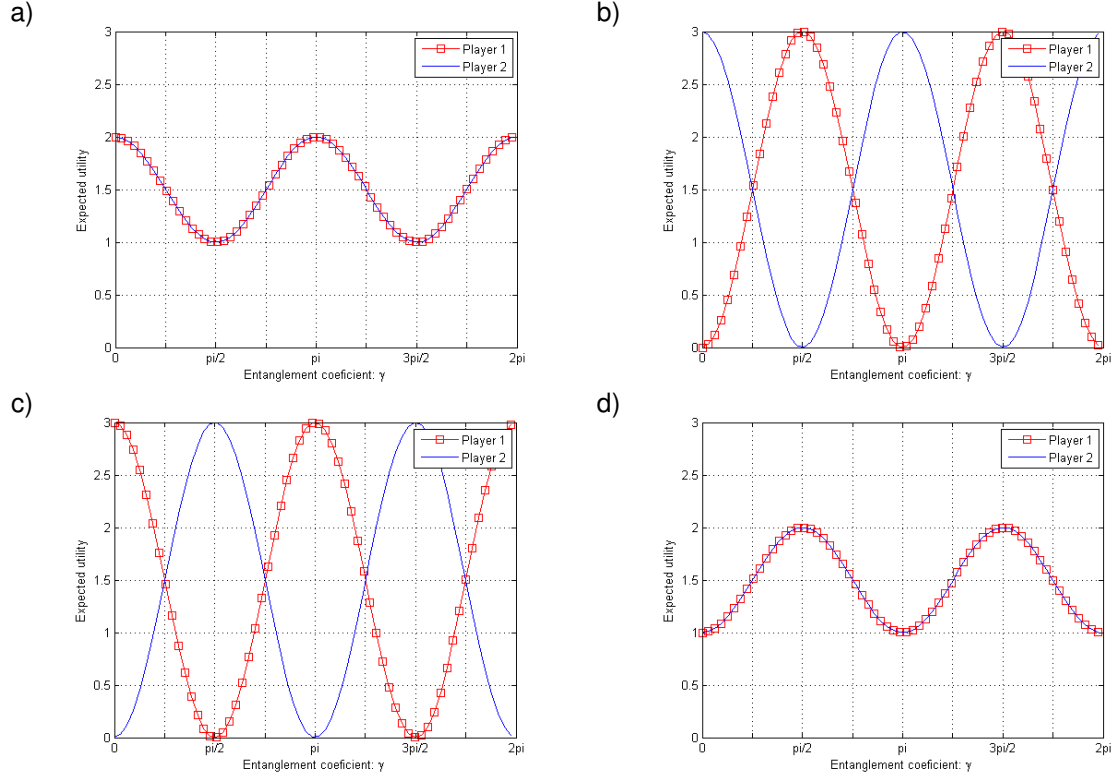 a)
3
2.5
2
1.5
1
0.5
0
Expected utility
0 pi/2 pi 3pi/2 2pi
Entanglement coeficient: γ
Player 1
Player 2
b)
3
2.5
2
1.5
1
0.5
0
Expected utility
0 pi/2 pi 3pi/2 2pi
Entanglement coeficient: γ
Player 1
Player 2
c)
3
2.5
2
1.5
1
0.5
0
Expected utility
0 pi/2 pi 3pi/2 2pi
Entanglement coeficient: γ
Player 1
Player 2
d)
3
2.5
2
1.5
1
0.5
0
Expected utility
0 pi/2 pi 3pi/2 2pi
Entanglement coeficient: γ
Player 1
Player 2